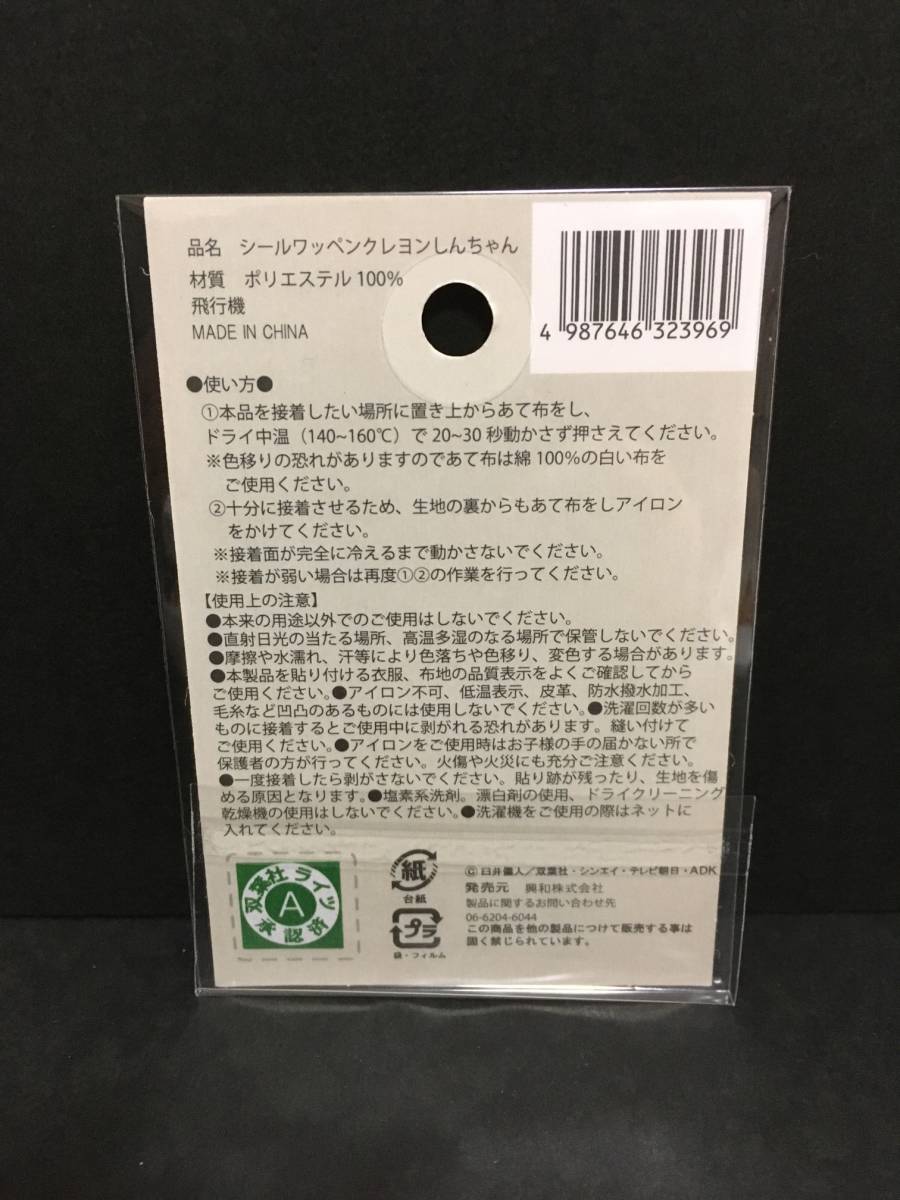 品名　シールワッペンクレヨンしんちゃん
材質　ポリエステル 100%
飛行機
MADE IN CHINA
4 987646 323969
●使い方●
①本品を接着したい場所に置き上からあて布をし、
ドライ中温（140~160℃）で 20~30 秒動かさず押さえてください。
※色移りの恐れがありますのであて布は綿 100%の白い布を
ご使用ください。
②十分に接着させるため、生地の裏からもあて布をしアイロン
をかけてください。
※接着面が完全に冷えるまで動かさないでください。
※接着が弱い場合は再度①②の作業を行ってください。
【使用上の注意】
●本来の用途以外でのご使用はしないでください。
●直射日光の当たる場所、高温多湿のなる場所で保管しないでください。
●摩擦や水濡れ、汗等により色落ちや色移り、変色する場合があります。
●本製品を貼り付ける衣服、布地の品質表示をよくご確認してから
ご使用ください。●アイロン不可、低温表示、皮革、防水撥水加工、
毛糸など凹凸のあるものには使用しないでください。●洗濯回数が多い
ものに接着するとご使用中に剥がれる恐れがあります。縫い付けて
ご使用ください。●アイロンをご使用時はお子様の手の届かない所で
保護者の方が行ってください。火傷や火災にも充分ご注意ください。
●一度接着したら剥がさないでください。貼り跡が残ったり、生地を傷
める原因となります。●塩素系洗剤。漂白剤の使用、ドライクリーニング
乾燥機の使用はしないでください。●洗濯機をご使用の際はネットに
入れてください。
双葉社 ライツ
A
承認済
紙
台紙
プラ
袋・フィルム
© 臼井儀人／双葉社・シンエイ・テレビ朝日・ADK
発売元　興和株式会社
製品に関するお問い合わせ先
06-6204-6044
この商品を他の製品につけて販売する事は
固く禁じられています。